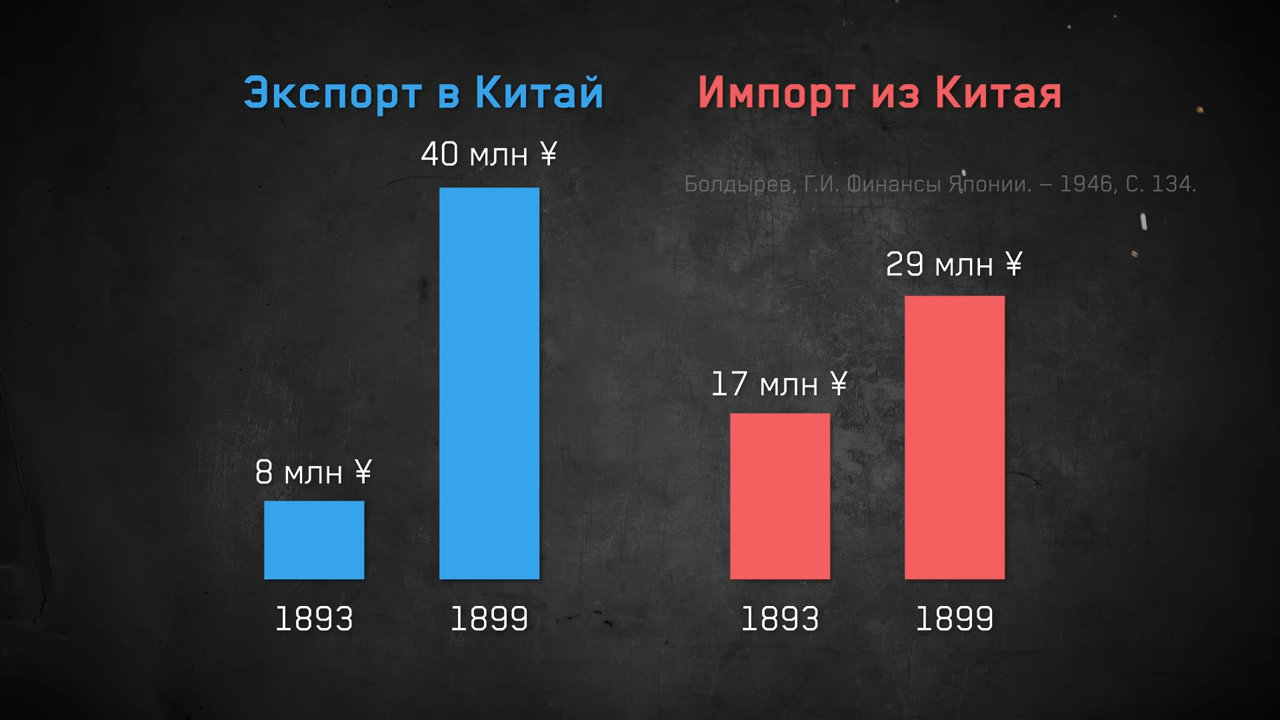 Экспорт в Китай
40 млн ¥
8 млн ¥
1893
1899
Импорт из Китая
Болдырев, Г.И. Финансы Японии. – 1946, С. 134.
29 млн ¥
17 млн ¥
1893
1899